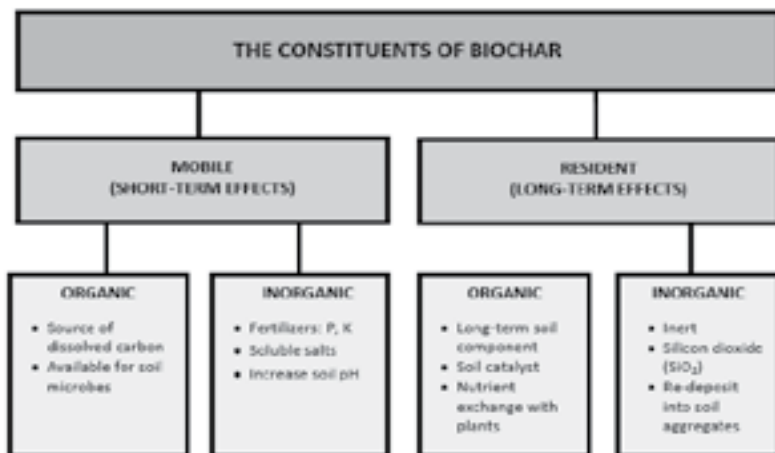 THE CONSTITUENTS OF BIOCHAR
MOBILE
(SHORT-TERM EFFECTS)
RESIDENT
(LONG-TERM EFFECTS)
ORGANIC
• Source of
dissolved carbon
• Available for soil
microbes
INORGANIC
• Fertilizers: P, K
• Soluble salts
• Increase soil pH
ORGANIC
• Long-term soil
component
• Soil catalyst
• Nutrient
exchange with
plants
INORGANIC
• Inert
• Silicon dioxide
(SiO₂)
• Re-deposit
into soil
aggregates